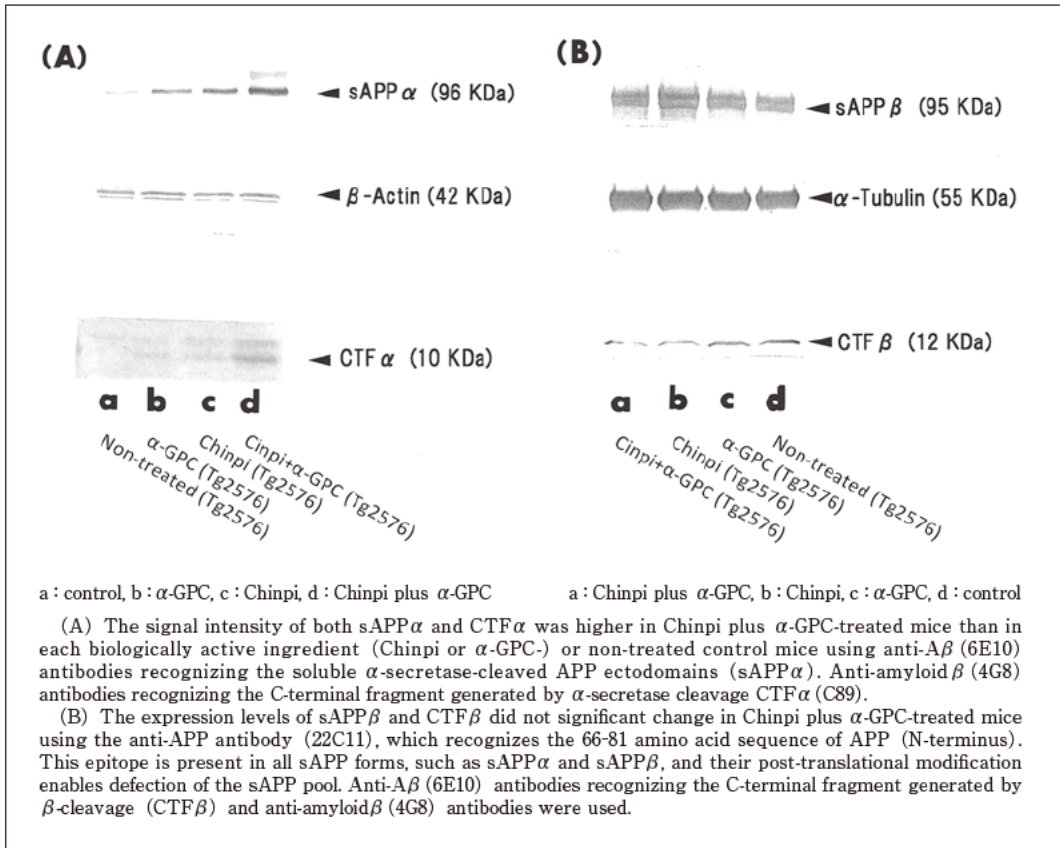 (A)
sAPP α (96 KDa)
β-Actin (42 KDa)
CTF α (10 KDa)
a b c d
Non-treated (Tg2576)
α-GPC (Tg2576)
Chinpi (Tg2576)
Cinpi+α-GPC (Tg2576)
(B)
sAPP β (95 KDa)
α-Tubulin (55 KDa)
CTF β (12 KDa)
a b c d
Cinpi+α-GPC (Tg2576)
Chinpi (Tg2576)
α-GPC (Tg2576)
Non-treated (Tg2576)
a : control, b : α-GPC, c : Chinpi, d : Chinpi plus α-GPC
a : Chinpi plus α-GPC, b : Chinpi, c : α-GPC, d : control
(A) The signal intensity of both sAPPα and CTFα was higher in Chinpi plus α-GPC-treated mice than in
each biologically active ingredient (Chinpi or α-GPC-) or non-treated control mice using anti-Aβ (6E10)
antibodies recognizing the soluble α-secretase-cleaved APP ectodomains (sAPPα). Anti-amyloid β (4G8)
antibodies recognizing the C-terminal fragment generated by α-secretase cleavage CTFα (C89).
(B) The expression levels of sAPPβ and CTFβ did not significant change in Chinpi plus α-GPC-treated mice
using the anti-APP antibody (22C11), which recognizes the 66-81 amino acid sequence of APP (N-terminus).
This epitope is present in all sAPP forms, such as sAPPα and sAPPβ, and their post-translational modification
enables defection of the sAPP pool. Anti-Aβ (6E10) antibodies recognizing the C-terminal fragment generated by
β-cleavage (CTFβ) and anti-amyloidβ (4G8) antibodies were used.